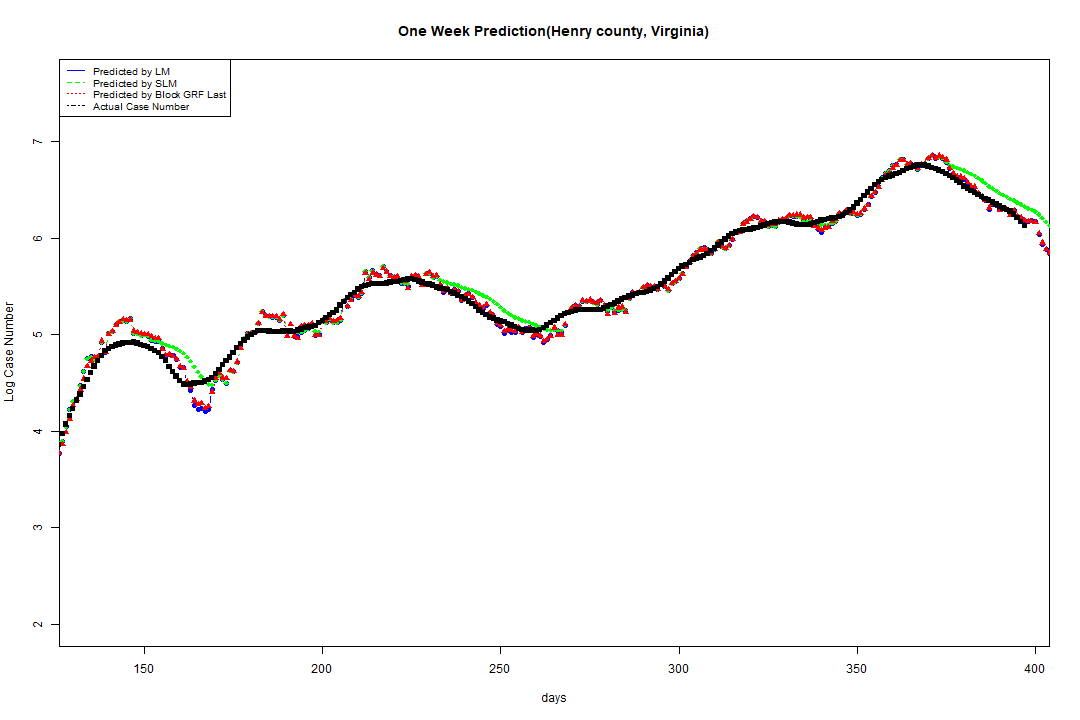 One Week Prediction(Henry county, Virginia)
Predicted by LM
Predicted by SLM
Predicted by Block GRF Last
Actual Case Number
7
6
5
4
3
2
Log Case Number
150 200 250 300 350 400
days